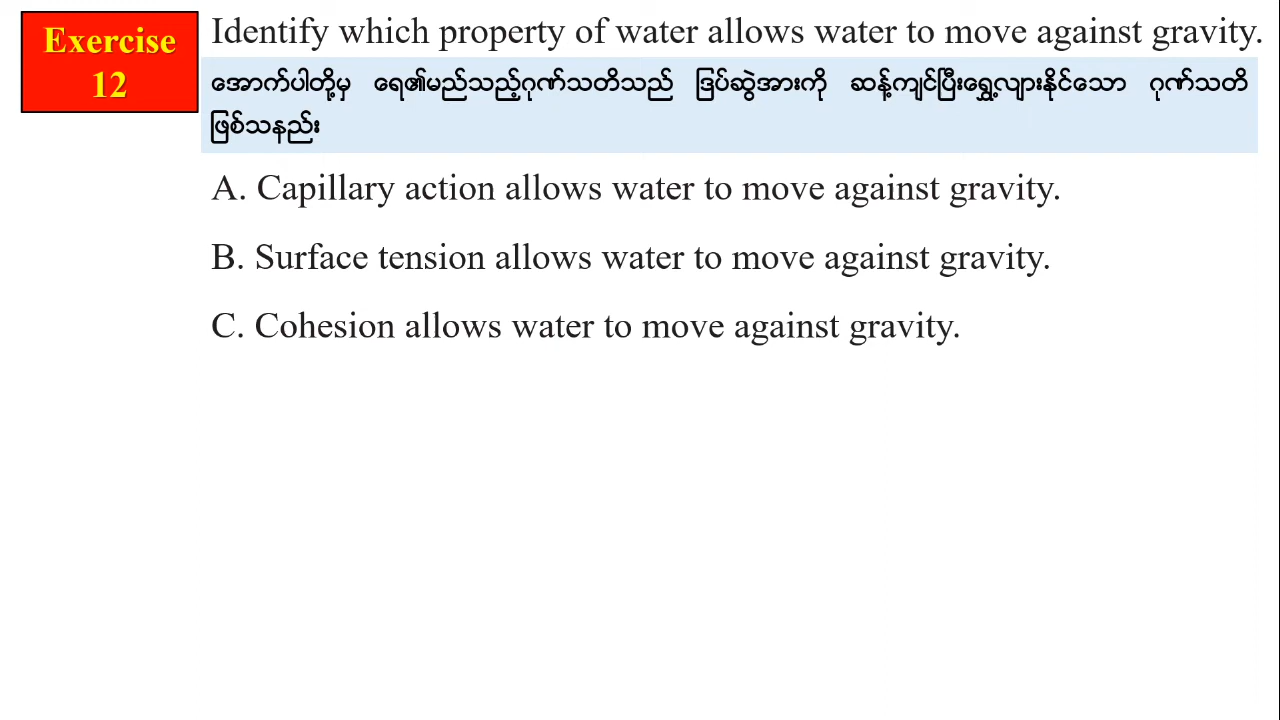 Exercise
12
Identify which property of water allows water to move against gravity.
အောက်ပါတို့မှ ရေ၏မည်သည့်ဂုဏ်သတိသည် ဒြပ်ဆွဲအားကို ဆန့်ကျင်ပြီးရွှေ့လျားနိုင်သော ဂုဏ်သတိ
ဖြစ်သနည်း
A. Capillary action allows water to move against gravity.
B. Surface tension allows water to move against gravity.
C. Cohesion allows water to move against gravity.